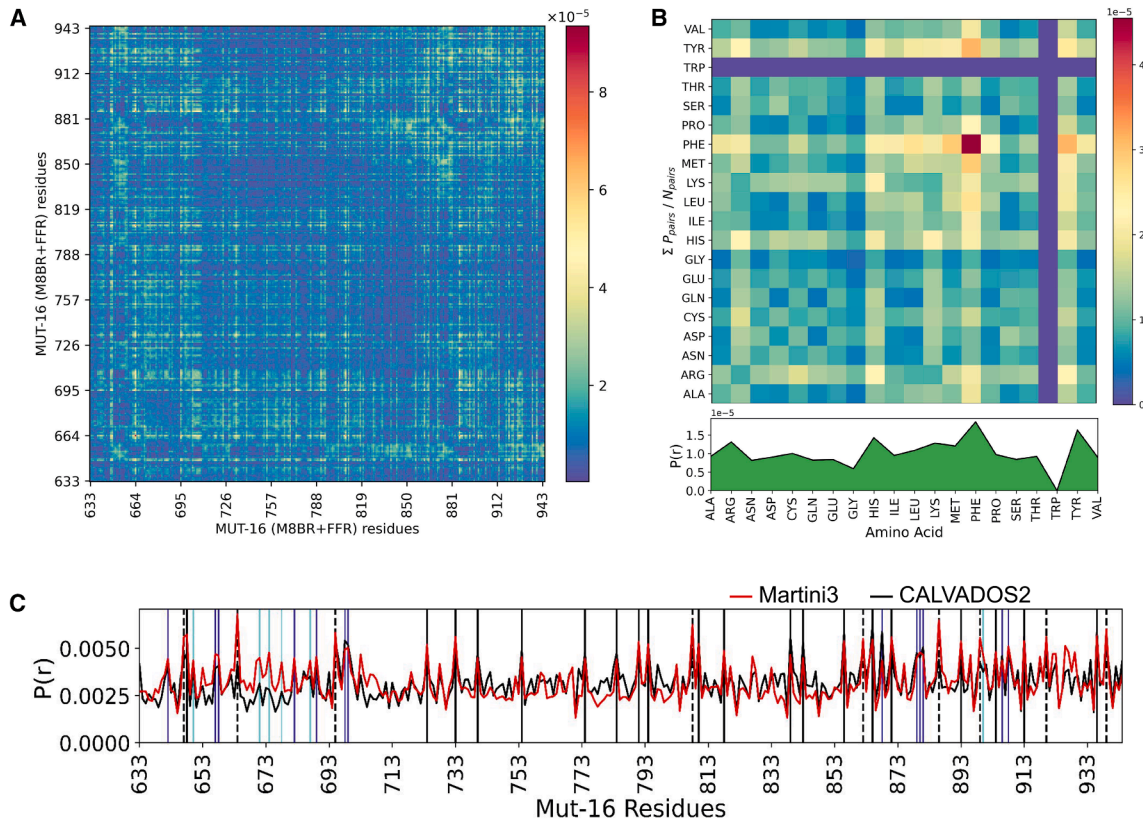 A
×10⁻⁵
943
912
881
850
819
788
757
726
695
664
633
MUT-16 (M8BR+FFR) residues
8
6
4
2
633
664
695
726
757
788
819
850
881
912
943
MUT-16 (M8BR+FFR) residues
B
1e−5
VAL
TYR
TRP
THR
SER
PRO
PHE
MET
LYS
LEU
ILE
HIS
GLY
GLU
GLN
CYS
ASP
ASN
ARG
ALA
Σ P_pairs / N_pairs
4
3
2
1
0
1e−5
1.5
1.0
0.5
0.0
P(r)
ALA
ARG
ASN
ASP
CYS
GLN
GLU
GLY
HIS
ILE
LEU
LYS
MET
PHE
PRO
SER
THR
TRP
TYR
VAL
Amino Acid
C
Martini3
CALVADOS2
0.0050
0.0025
0.0000
P(r)
633
653
673
693
713
733
753
773
793
813
833
853
873
893
913
933
Mut-16 Residues